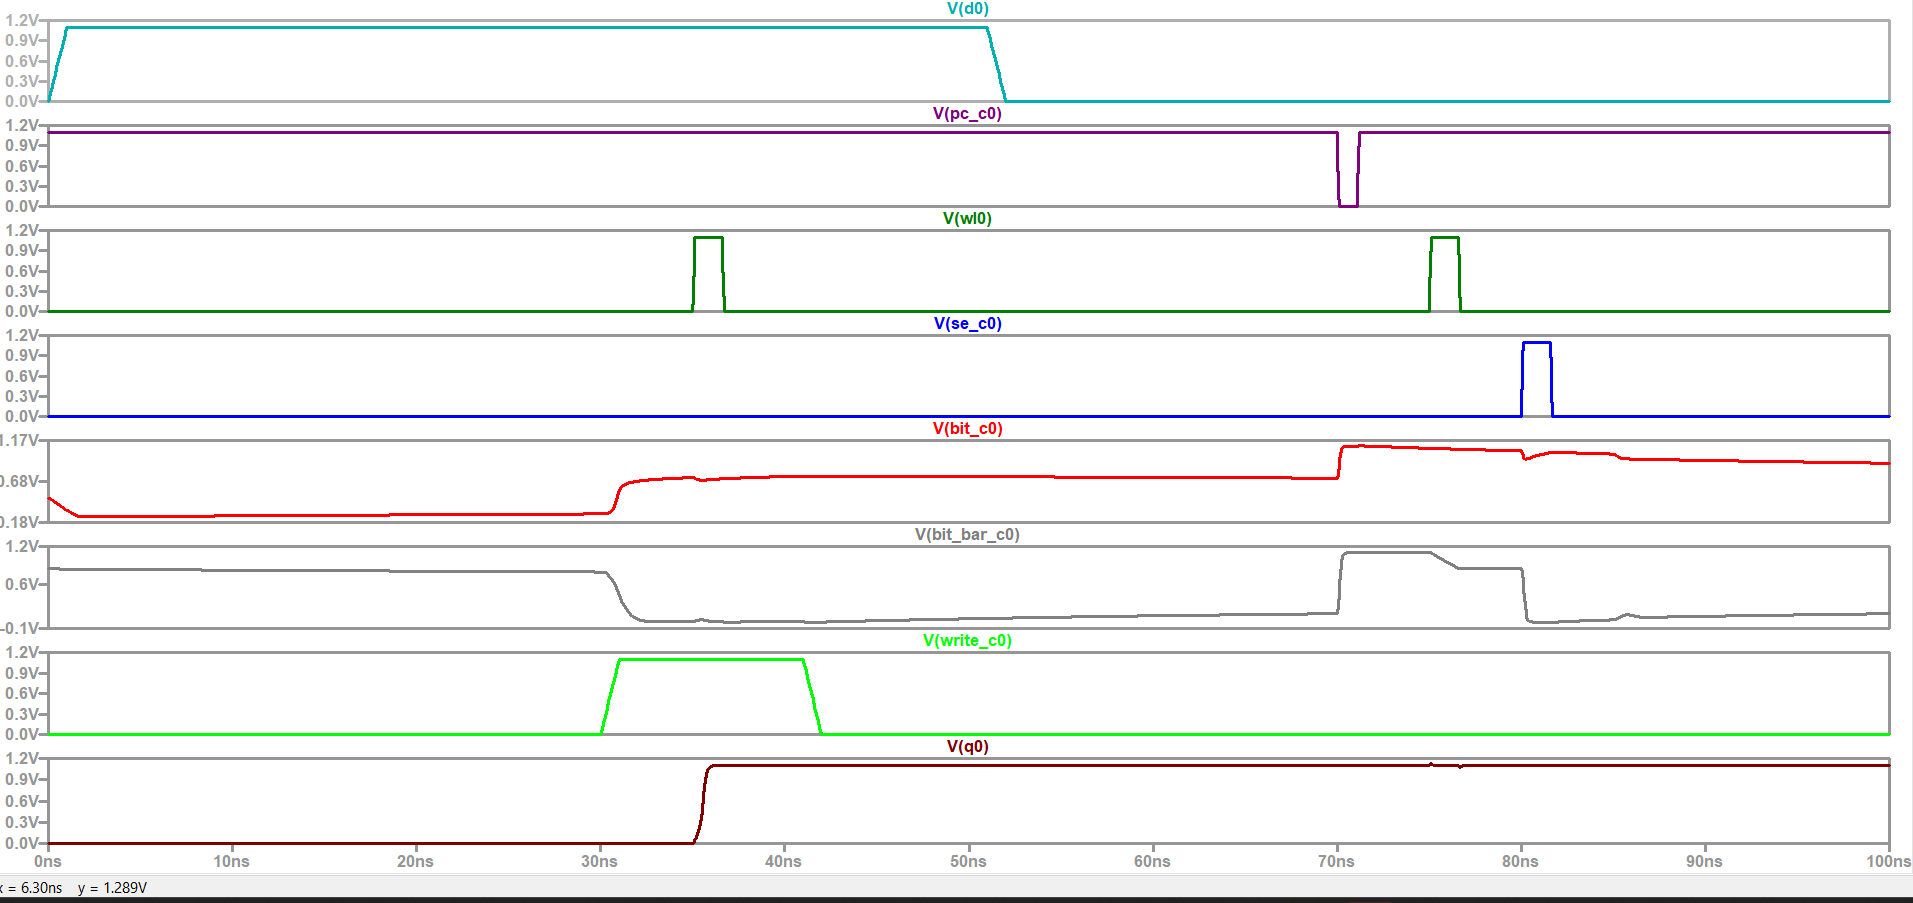 V(d0)
1.2V
0.9V
0.6V
0.3V
0.0V
V(pc_c0)
1.2V
0.9V
0.6V
0.3V
0.0V
V(wl0)
1.2V
0.9V
0.6V
0.3V
0.0V
V(se_c0)
1.2V
0.9V
0.6V
0.3V
0.0V
V(bit_c0)
1.17V
0.68V
0.18V
V(bit_bar_c0)
1.2V
0.6V
-0.1V
V(write_c0)
1.2V
0.9V
0.6V
0.3V
0.0V
V(q0)
1.2V
0.9V
0.6V
0.3V
0.0V
0ns 10ns 20ns 30ns 40ns 50ns 60ns 70ns 80ns 90ns 100ns
x = 6.30ns y = 1.289V